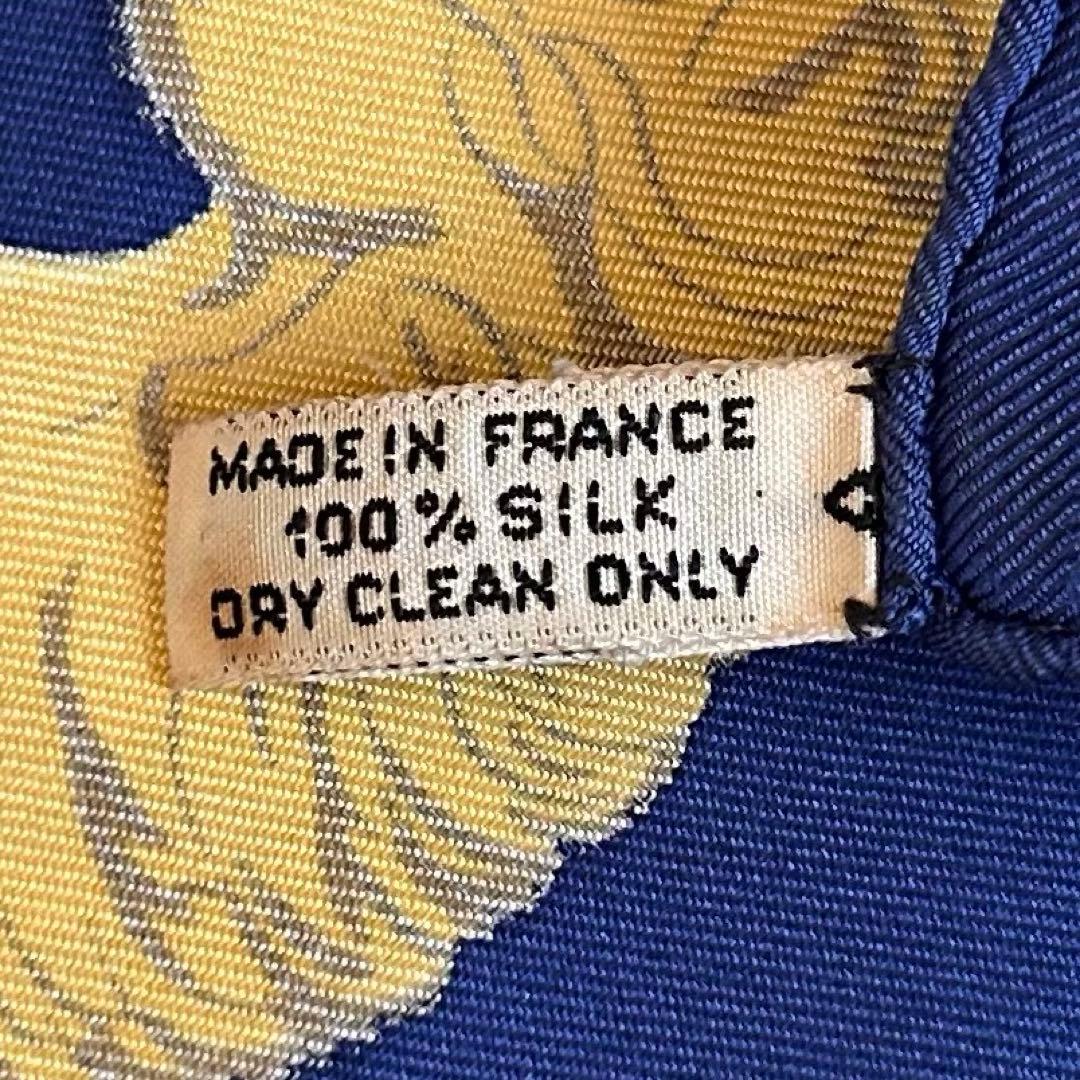 MADE IN FRANCE
100% SILK
DRY CLEAN ONLY